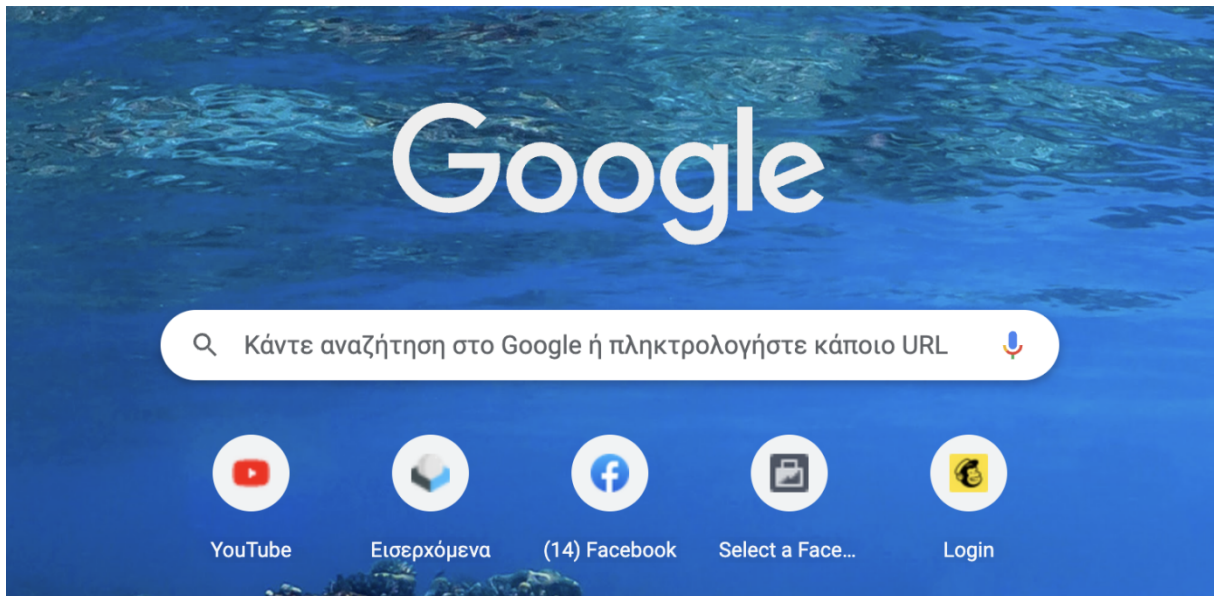 Google
Κάντε αναζήτηση στο Google ή πληκτρολογήστε κάποιο URL
YouTube
Εισερχόμενα
(14) Facebook
Select a Face...
Login